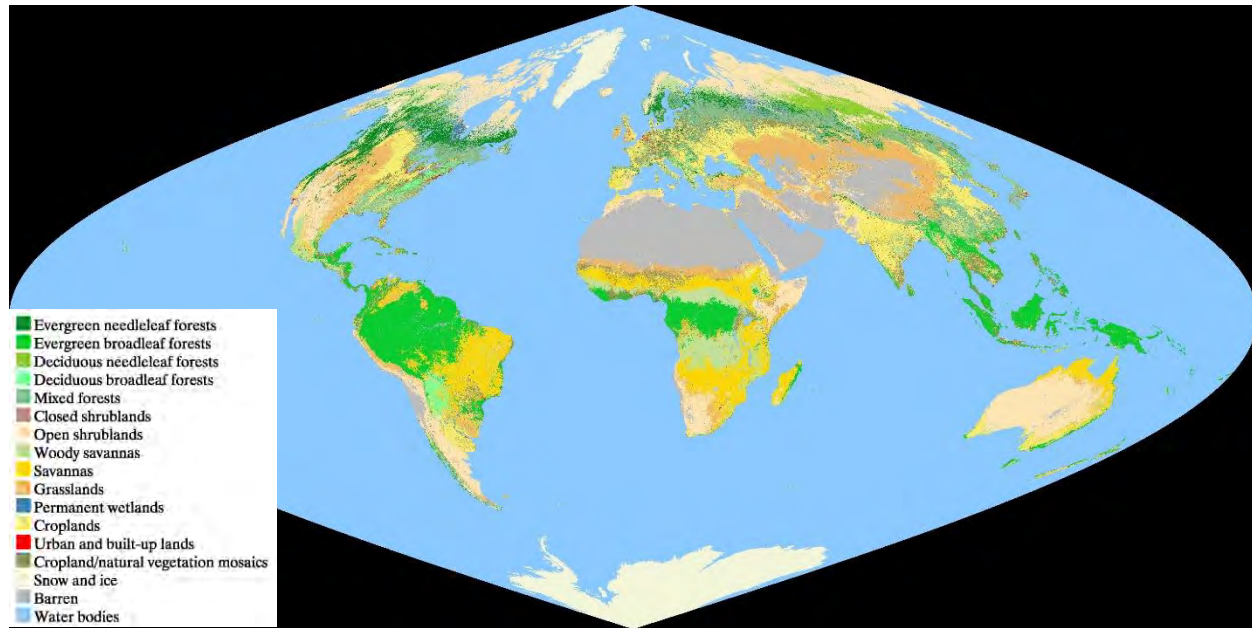 Evergreen needleleaf forests
Evergreen broadleaf forests
Deciduous needleleaf forests
Deciduous broadleaf forests
Mixed forests
Closed shrublands
Open shrublands
Woody savannas
Savannas
Grasslands
Permanent wetlands
Croplands
Urban and built-up lands
Cropland/natural vegetation mosaics
Snow and ice
Barren
Water bodies